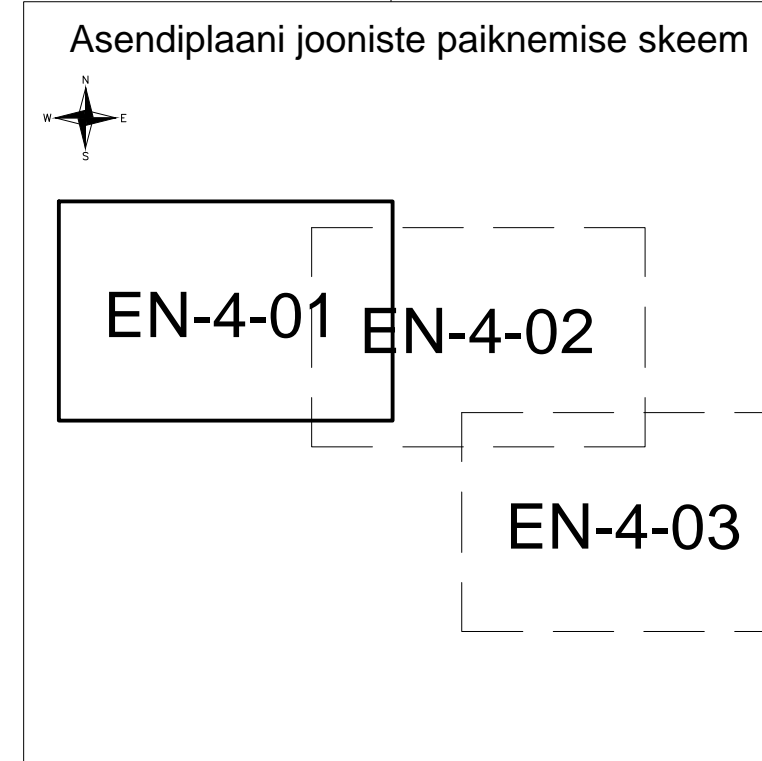 Asendiplaani jooniste paiknemise skeem
N
W E
S
EN-4-01
EN-4-02
EN-4-03